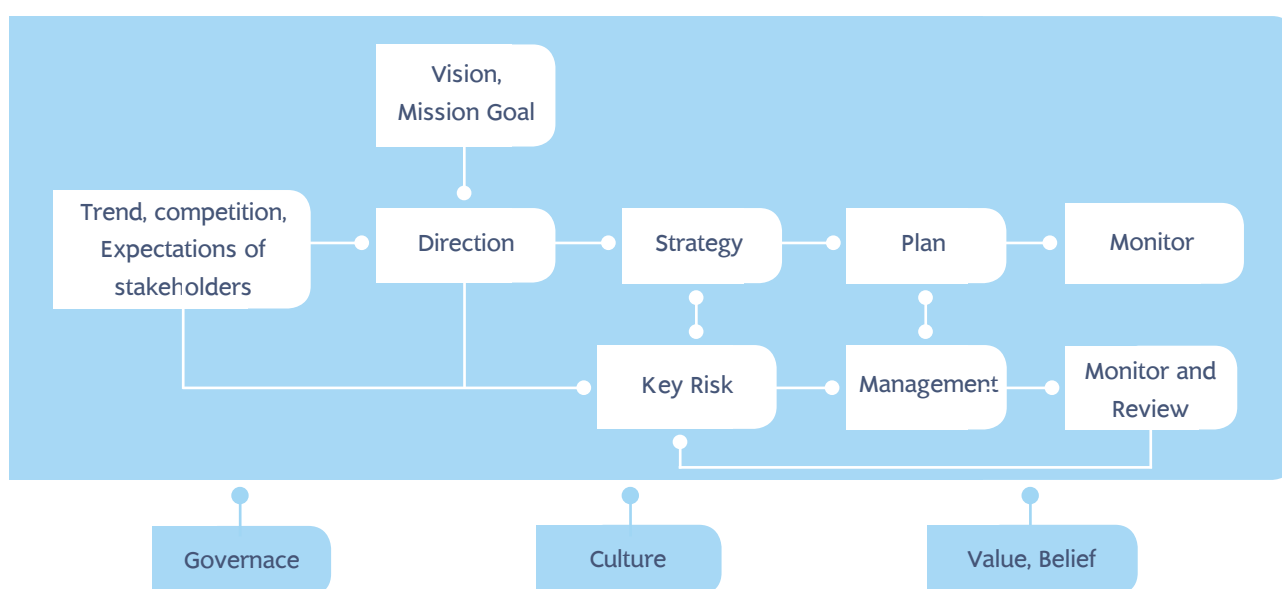 Vision,
Mission Goal
Trend, competition,
Expectations of
stakeholders
Direction
Strategy
Plan
Monitor
Key Risk
Management
Monitor and
Review
Governace
Culture
Value, Belief